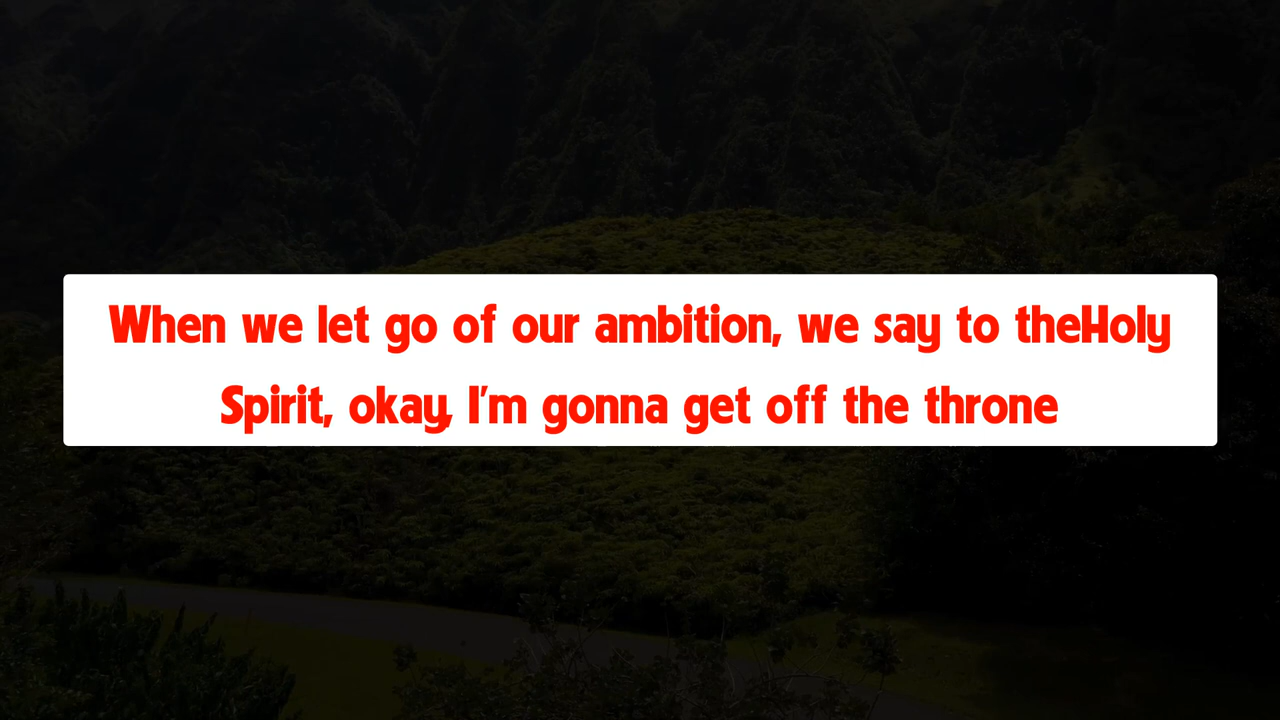 When we let go of our ambition, we say to theHoly
Spirit, okay, I'm gonna get off the throne